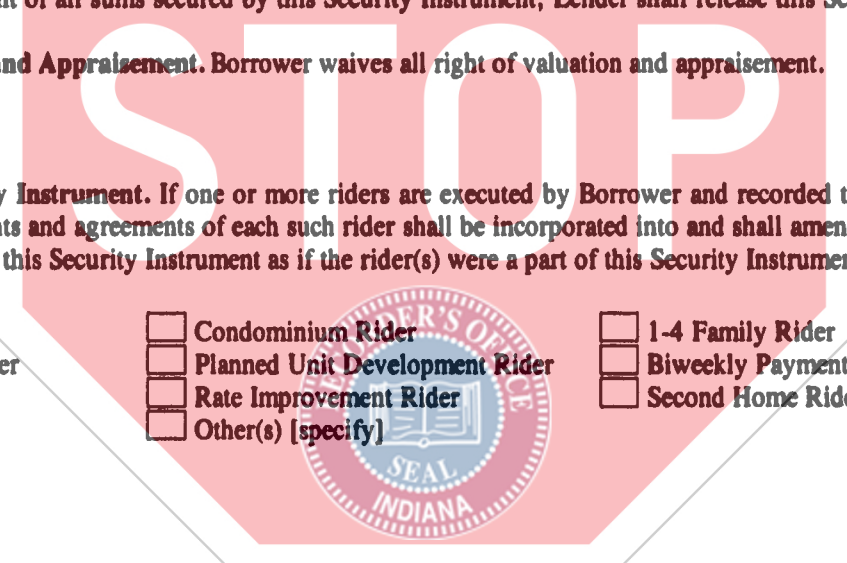 t of all sums secured by this Security Instrument, Lender shall release this Se
nd Appraisement. Borrower waives all right of valuation and appraisement.
y Instrument. If one or more riders are executed by Borrower and recorded t
ts and agreements of each such rider shall be incorporated into and shall amen
this Security Instrument as if the rider(s) were a part of this Security Instrumen
Condominium Rider
1-4 Family Rider
er
Planned Unit Development Rider
Biweekly Payment
Rate Improvement Rider
Second Home Ride
Other(s) [specify]
STOP
RECORDER'S OFFICE
SEAL
INDIANA